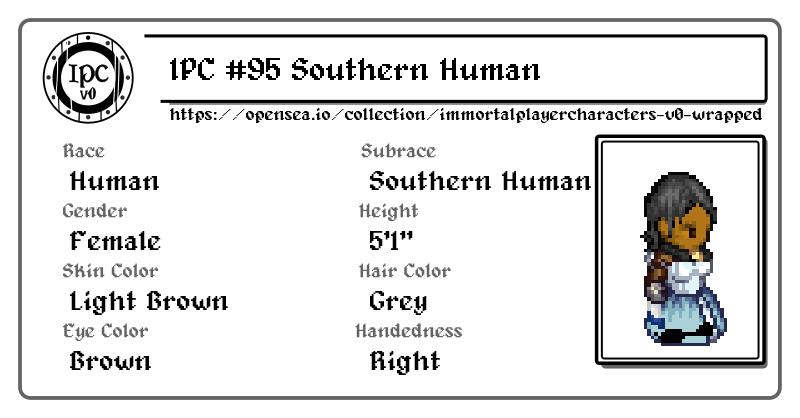 IPC v0
IPC #95 Southern Human
https://opensea.io/collection/immortalplayercharacters-v0-wrapped
Race
Human
Subrace
Southern Human
Gender
Female
Height
5'1"
Skin Color
Light Brown
Hair Color
Grey
Eye Color
Brown
Handedness
Right